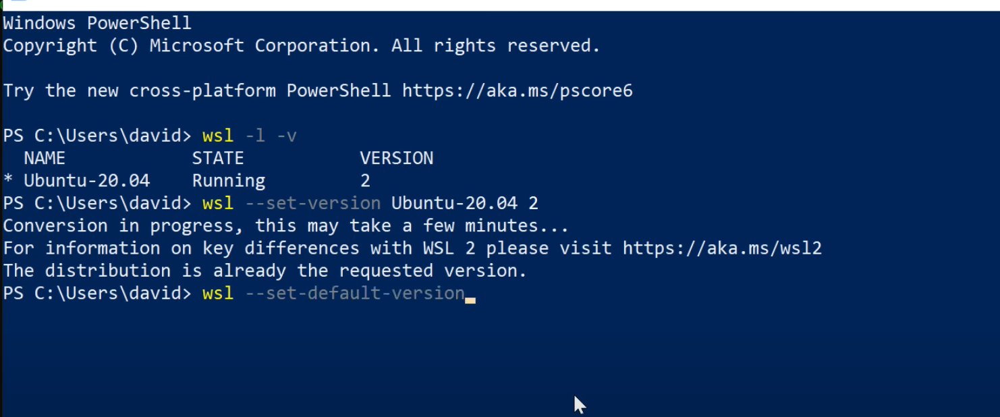 Windows PowerShell
Copyright (C) Microsoft Corporation. All rights reserved.
Try the new cross-platform PowerShell https://aka.ms/pscore6
PS C:\Users\david> wsl -l -v
  NAME            STATE           VERSION
* Ubuntu-20.04    Running         2
PS C:\Users\david> wsl --set-version Ubuntu-20.04 2
Conversion in progress, this may take a few minutes...
For information on key differences with WSL 2 please visit https://aka.ms/wsl2
The distribution is already the requested version.
PS C:\Users\david> wsl --set-default-version